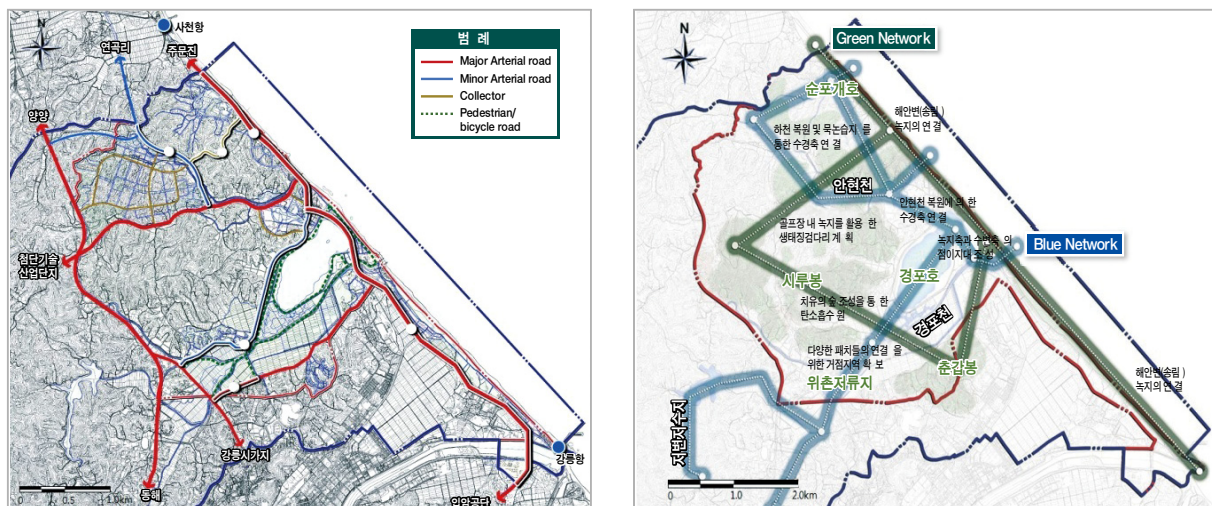 N
사천항
연곡리
주문진
범 례
Major Arterial road
Minor Arterial road
Collector
Pedestrian/
bicycle road
양양
첨단기술
산업단지
강릉시가지
동해
강릉항
입암공단
0 0.5 1.0km
N
Green Network
순포개호
해안변(송림)
녹지의 연결
하천 복원 및 묵논습지 를
통한 수경축 연결
안현천
안현천 복원에 의 한
수경축 연결
골프장 내 녹지를 활용 한
생태징검다리 계 획
녹지축과 수변축 의
점이지대 조성
Blue Network
시루봉
경포호
치유의 숲 조성을 통 한
탄소흡수 원
경포천
다양한 패치들의 연결 을
위한 거점지역 확 보
춘갑봉
위촌저류지
해안변(송림)
녹지의 연결
지변저수지
0 1.0 2.0km